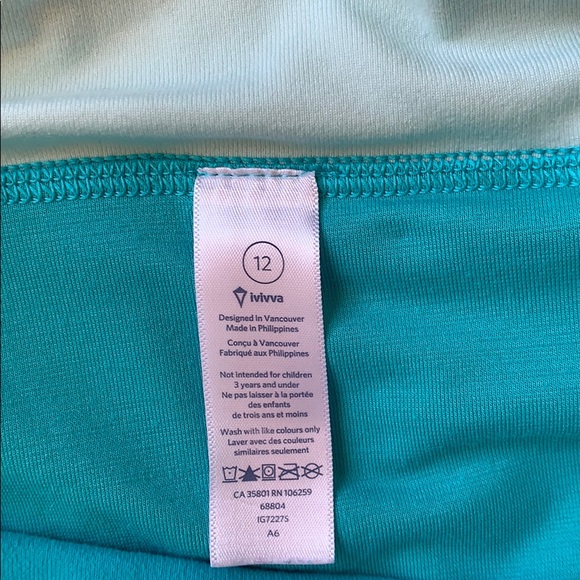 12
ivivva
Designed in Vancouver
Made in Philippines
Conçu à Vancouver
Fabriqué aux Philippines
Not intended for children
3 years and under
Ne pas laisser à la portée
des enfants
de trois ans et moins
Wash with like colours only
Laver avec des couleurs
similaires seulement
CA 35801 RN 106259
68804
IG7227S
A6